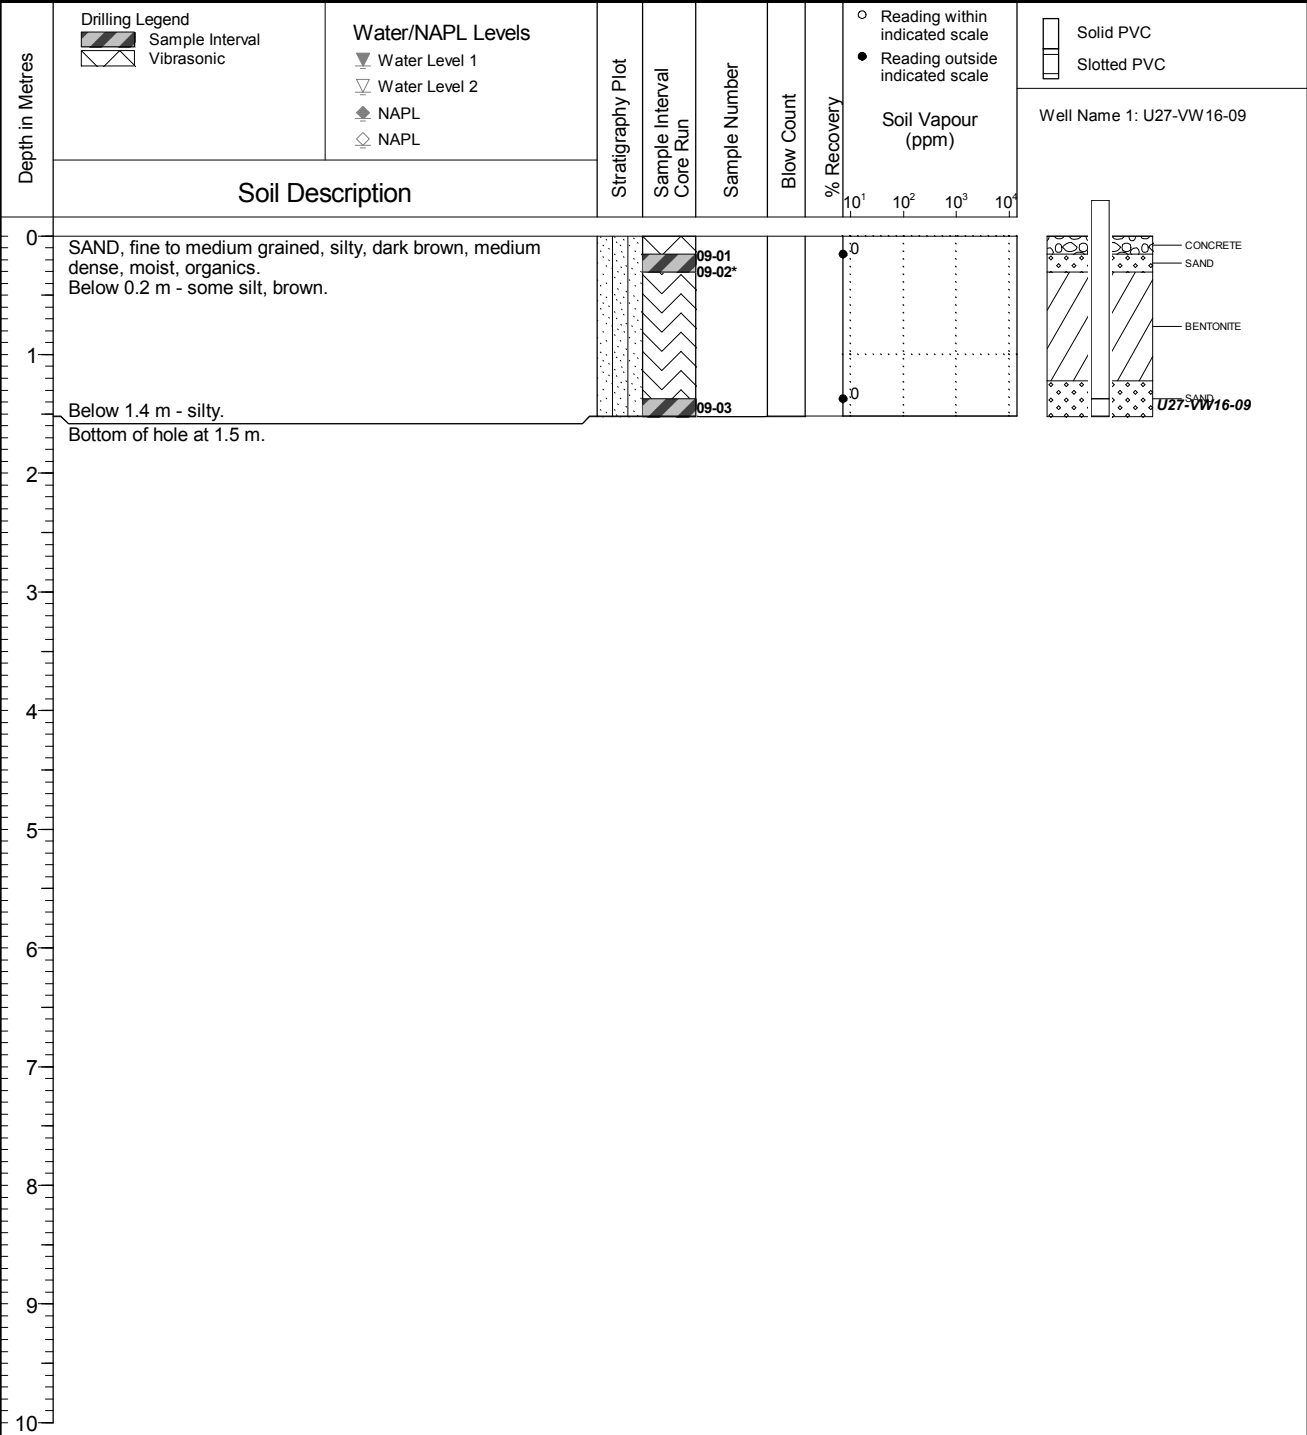 Depth in Metres
Drilling Legend
Sample Interval
Vibrasonic
Water/NAPL Levels
Water Level 1
Water Level 2
NAPL
NAPL
Soil Description
Stratigraphy Plot
Sample Interval
Core Run
Sample Number
Blow Count
% Recovery
Reading within
indicated scale
Reading outside
indicated scale
Soil Vapour
(ppm)
10¹ 10² 10³ 10⁴
Solid PVC
Slotted PVC
Well Name 1: U27-VW16-09
0
SAND, fine to medium grained, silty, dark brown, medium
dense, moist, organics.
Below 0.2 m - some silt, brown.
09-01
09-02*
0
CONCRETE
SAND
BENTONITE
1
Below 1.4 m - silty.
09-03
0
SAND
U27-VW16-09
Bottom of hole at 1.5 m.
2
3
4
5
6
7
8
9
10